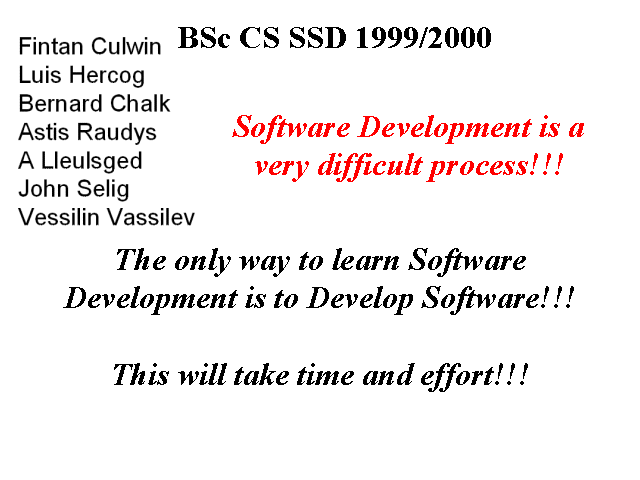 BSc CS SSD 1999/2000
Fintan Culwin
Luis Hercog
Bernard Chalk
Astis Raudys
A Lleulsged
John Selig
Vessilin Vassilev
Software Development is a
very difficult process!!!
The only way to learn Software
Development is to Develop Software!!!
This will take time and effort!!!